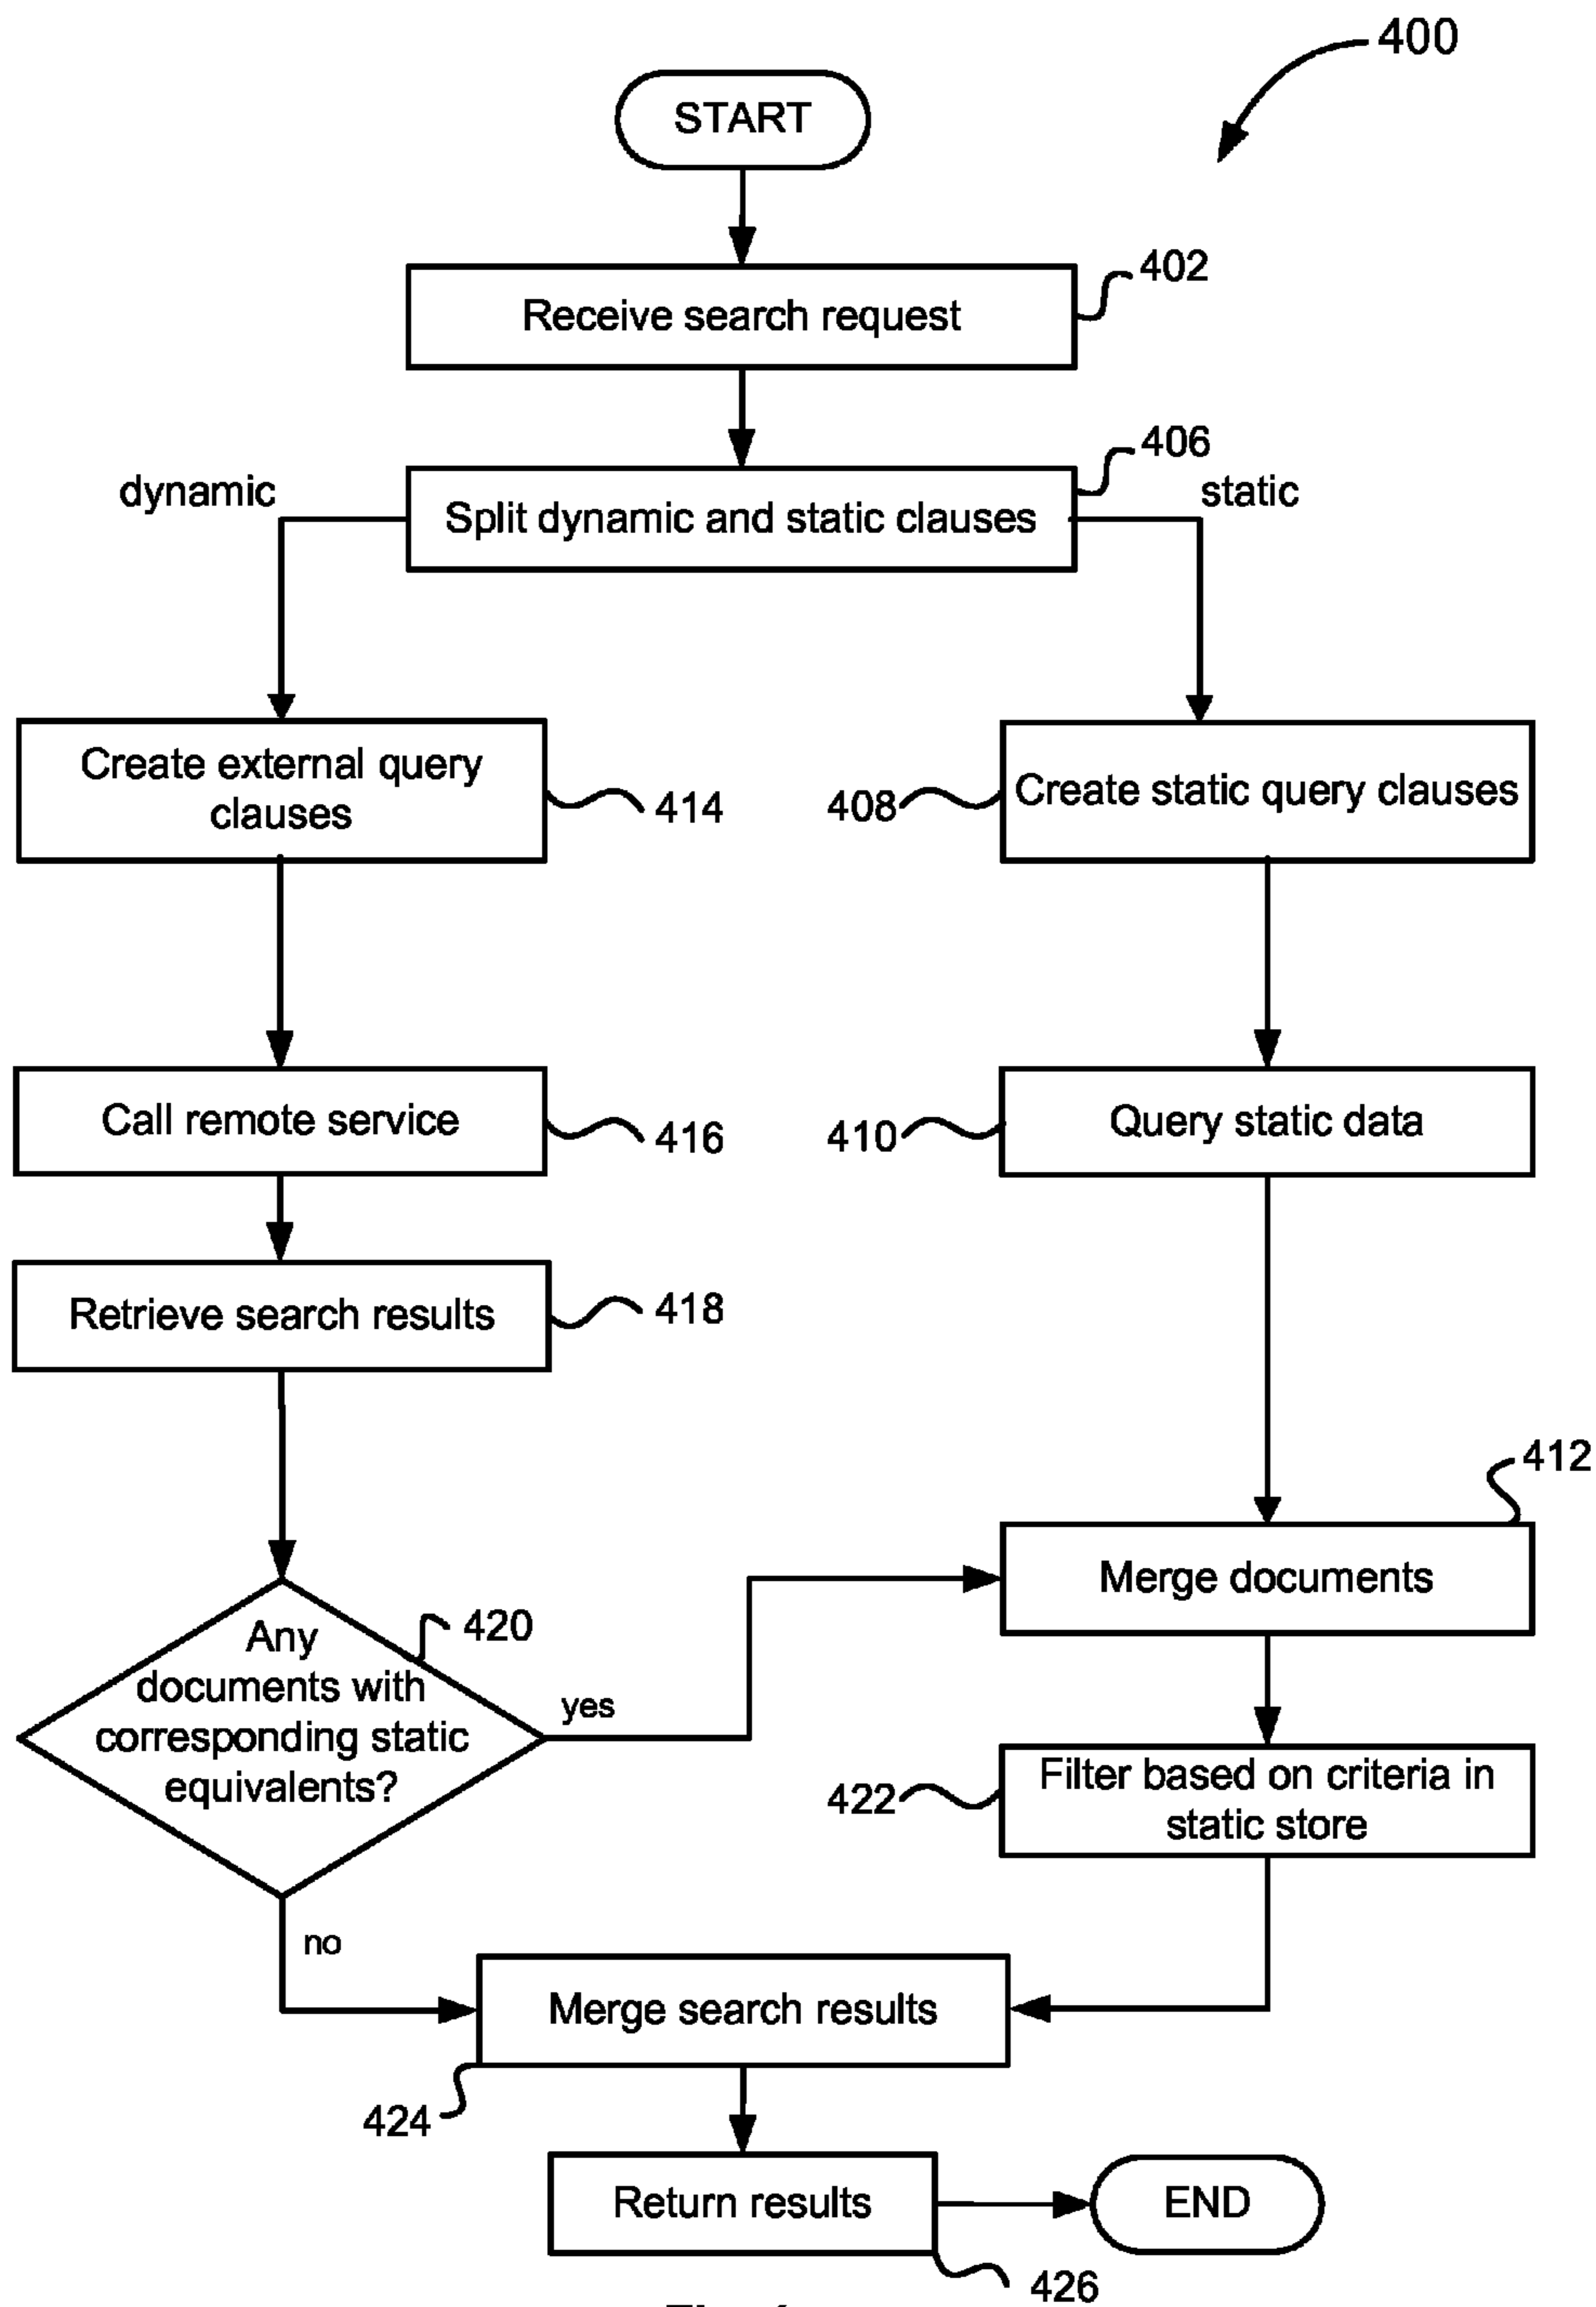 400
START
402
Receive search request
406
dynamic
static
Split dynamic and static clauses
Create external query
clauses
414
408
Create static query clauses
Call remote service
416
410
Query static data
Retrieve search results
418
412
Merge documents
420
Any
documents with
corresponding static
equivalents?
yes
422
Filter based on criteria in
static store
no
Merge search results
424
Return results
END
426